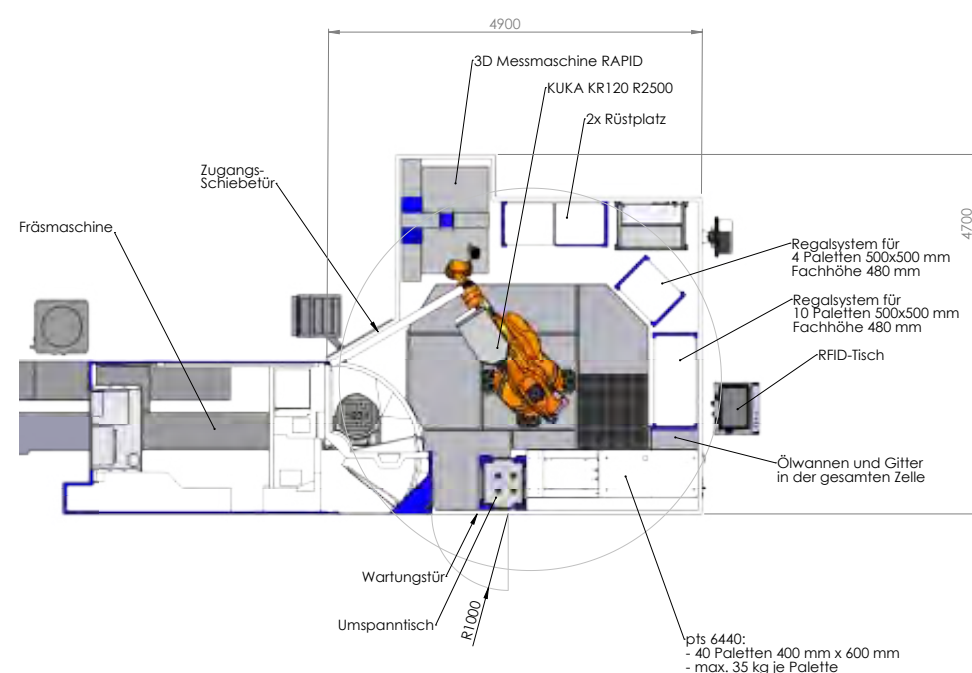 4900
3D Messmaschine RAPID
KUKA KR120 R2500
2x Rüstplatz
Zugangs-
Schiebetür
4700
Fräsmaschine
Regalsystem für
4 Paletten 500x500 mm
Fachhöhe 480 mm
Regalsystem für
10 Paletten 500x500 mm
Fachhöhe 480 mm
RFID-Tisch
Ölwannen und Gitter
in der gesamten Zelle
Wartungstür
Umspanntisch
R1000
pts 6440:
- 40 Paletten 400 mm x 600 mm
- max. 35 kg je Palette